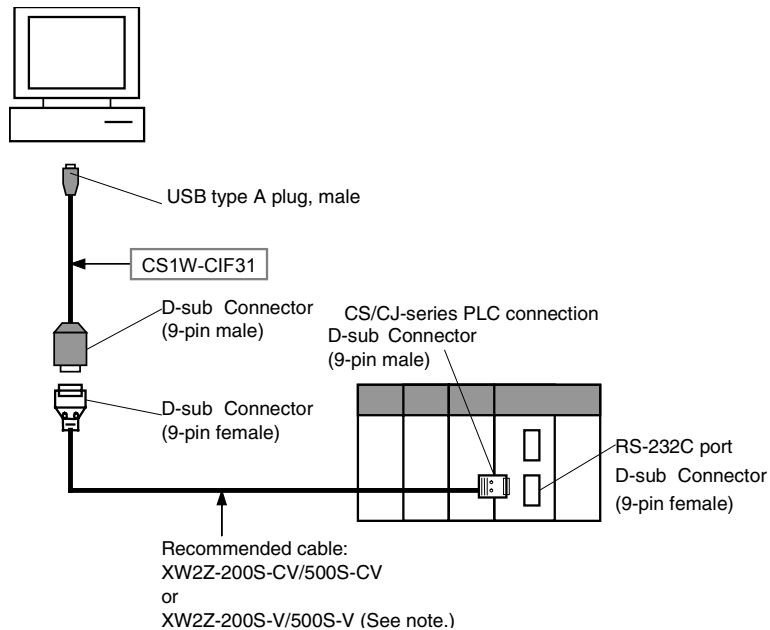 USB type A plug, male
CS1W-CIF31
D-sub Connector
(9-pin male)
CS/CJ-series PLC connection
D-sub Connector
(9-pin male)
D-sub Connector
(9-pin female)
RS-232C port
D-sub Connector
(9-pin female)
Recommended cable:
XW2Z-200S-CV/500S-CV
or
XW2Z-200S-V/500S-V (See note.)